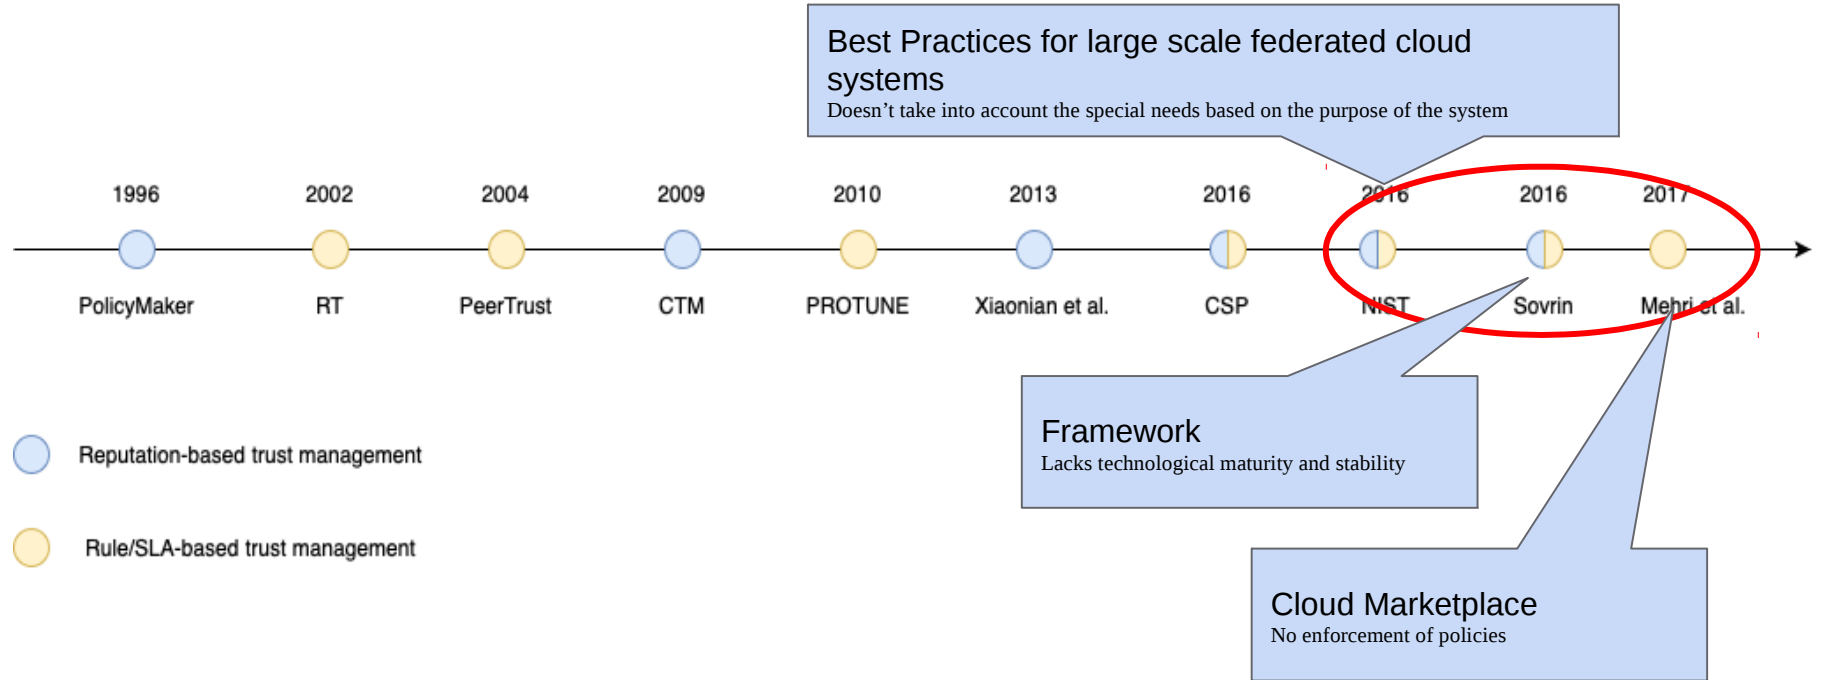 Best Practices for large scale federated cloud
systems
Doesn’t take into account the special needs based on the purpose of the system
1996
2002
2004
2009
2010
2013
2016
2016
2016
2017
PolicyMaker
RT
PeerTrust
CTM
PROTUNE
Xiaonian et al.
CSP
NIST
Sovrin
Mehri et al.
Framework
Lacks technological maturity and stability
Reputation-based trust management
Rule/SLA-based trust management
Cloud Marketplace
No enforcement of policies